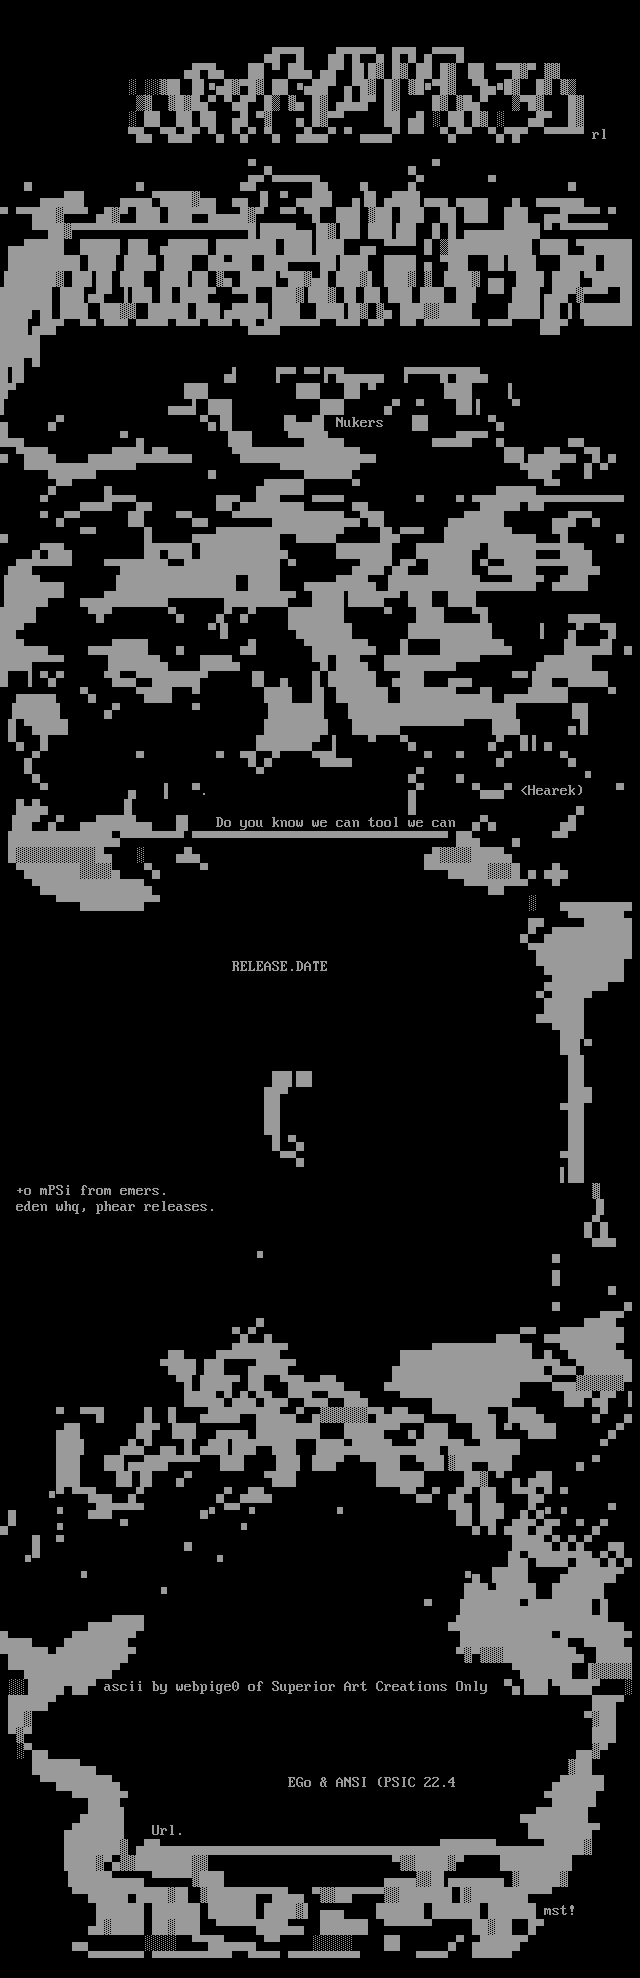 rl
Nukers
.
<Hearek)
Do you know we can tool we can
RELEASE.DATE
+o mPSi from emers.
eden whq, phear releases.
ascii by webpige0 of Superior Art Creations Only
EGo & ANSI (PSIC 22.4
Url.
mst!